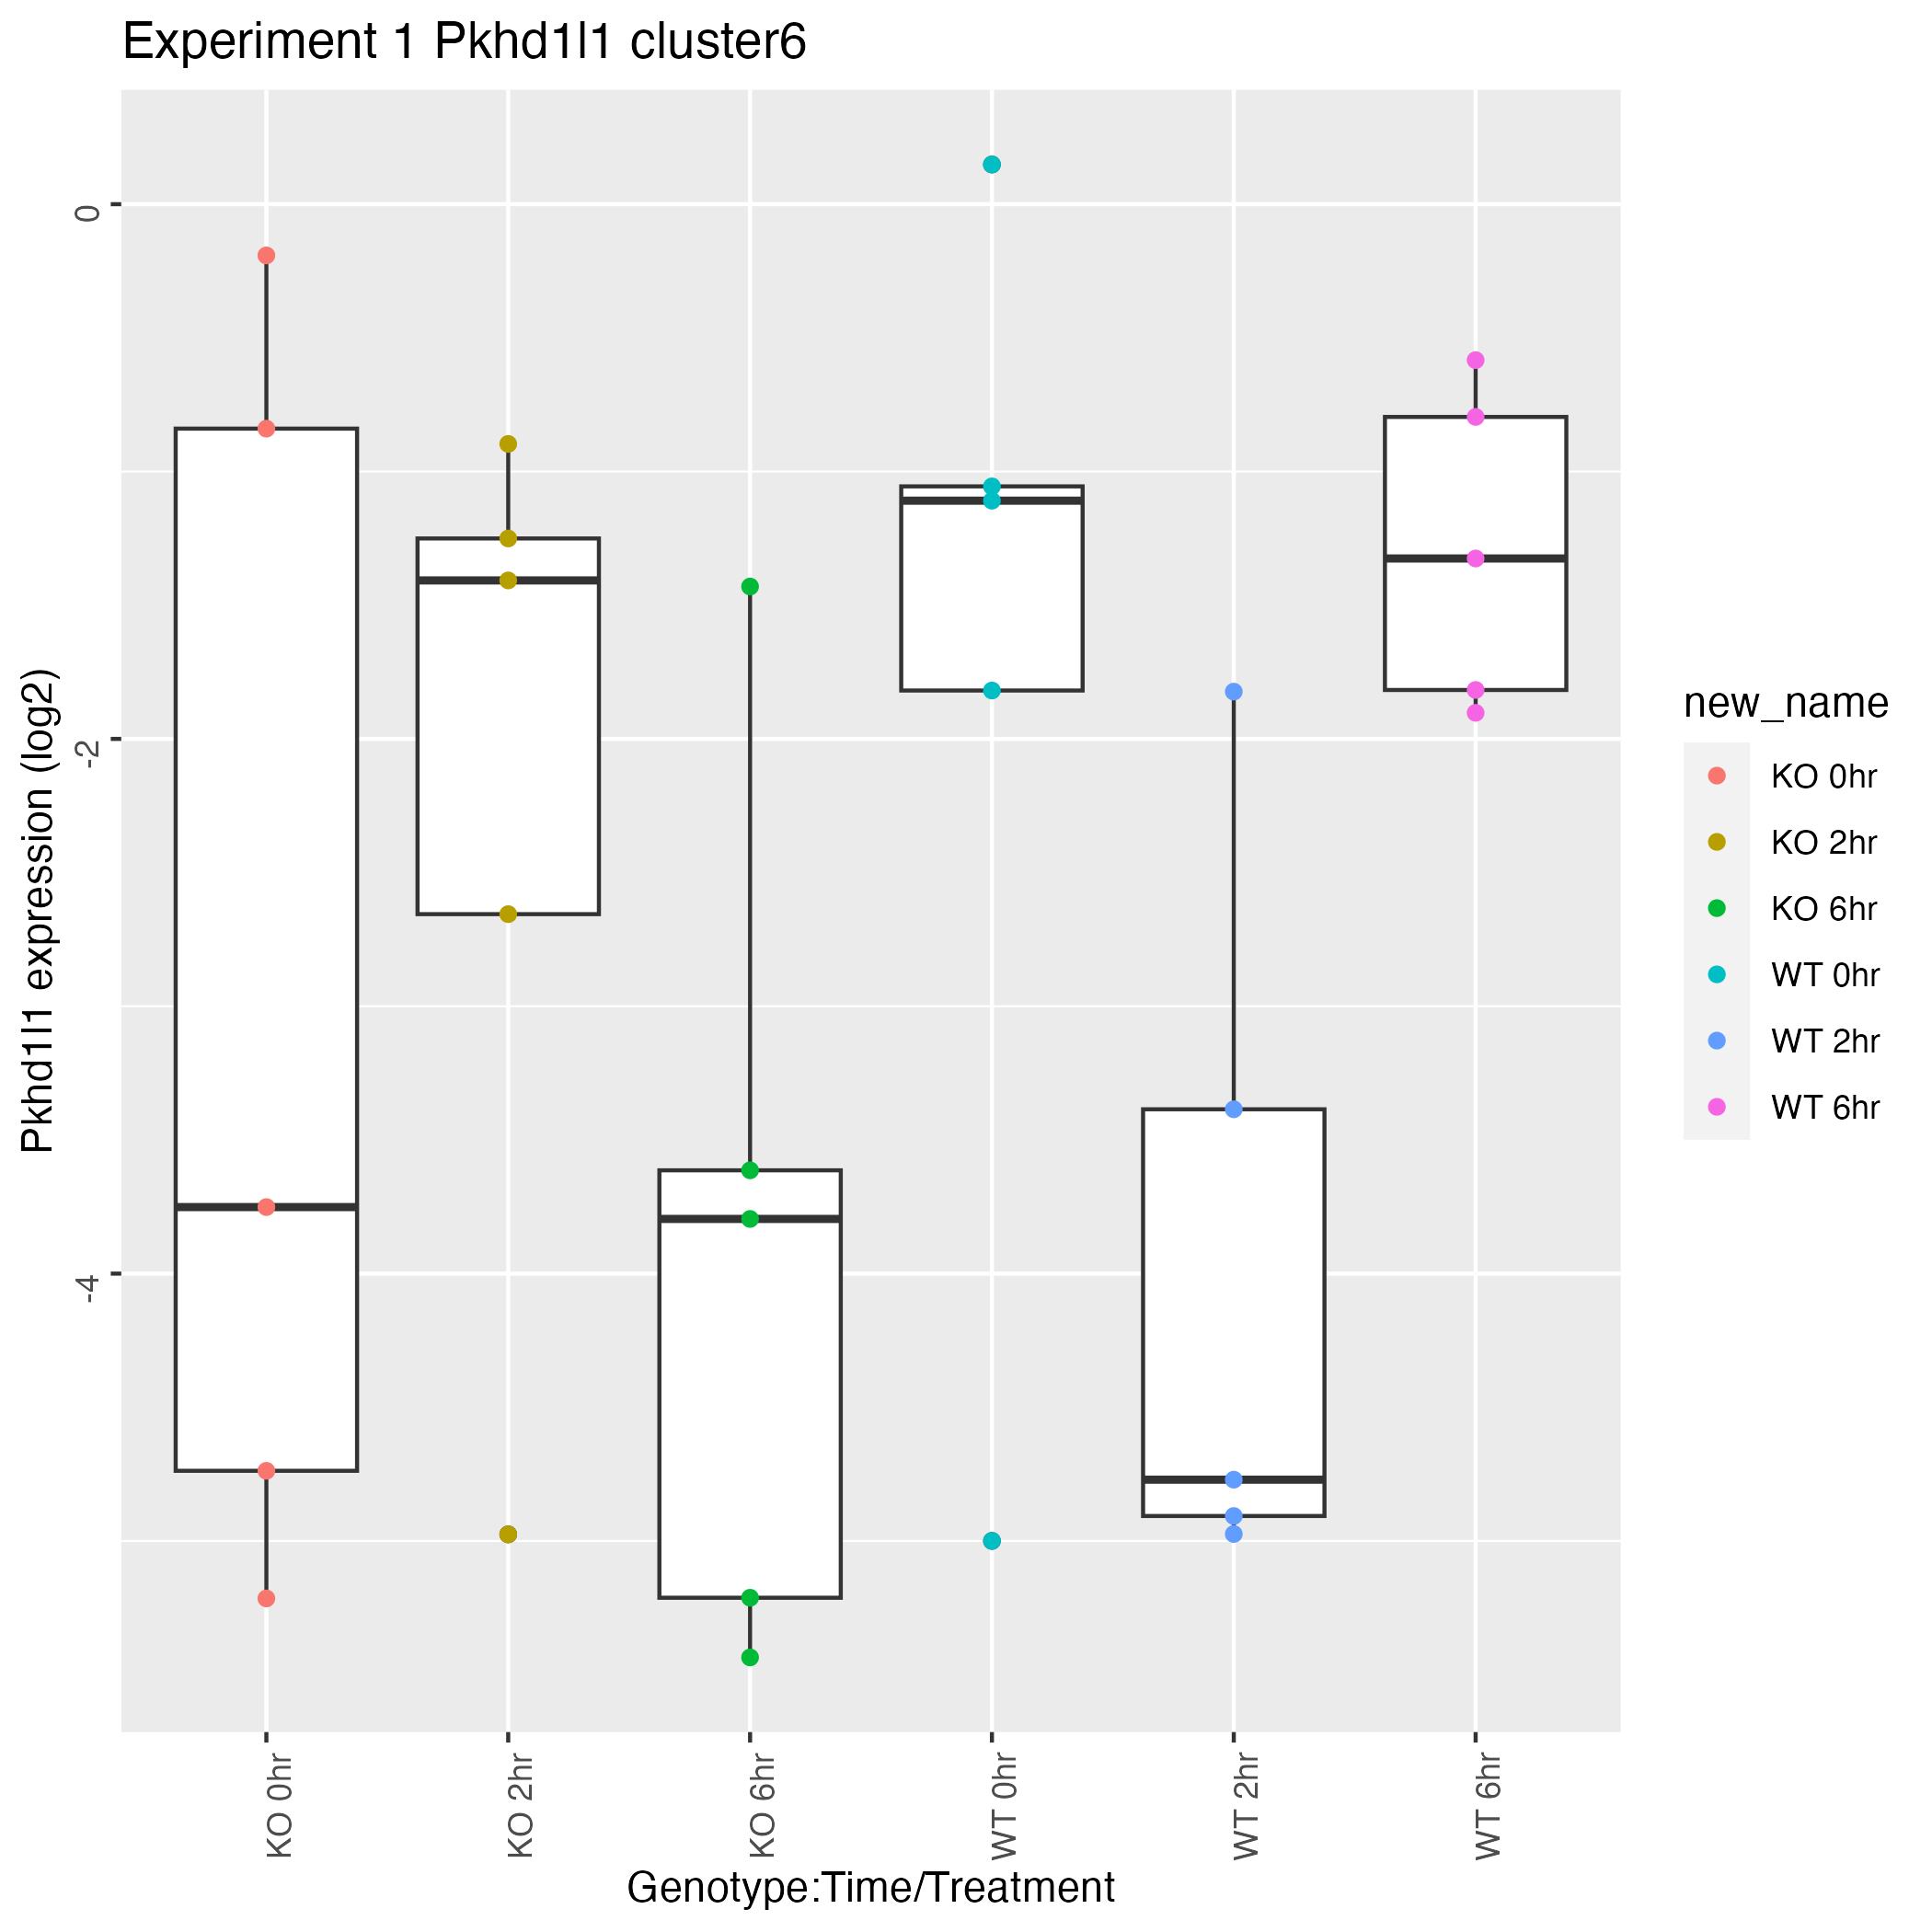 Experiment 1 Pkhd1l1 cluster6
Pkhd1l1 expression (log2)
0
-2
-4
KO 0hr
KO 2hr
KO 6hr
WT 0hr
WT 2hr
WT 6hr
Genotype:Time/Treatment
new_name
KO 0hr
KO 2hr
KO 6hr
WT 0hr
WT 2hr
WT 6hr